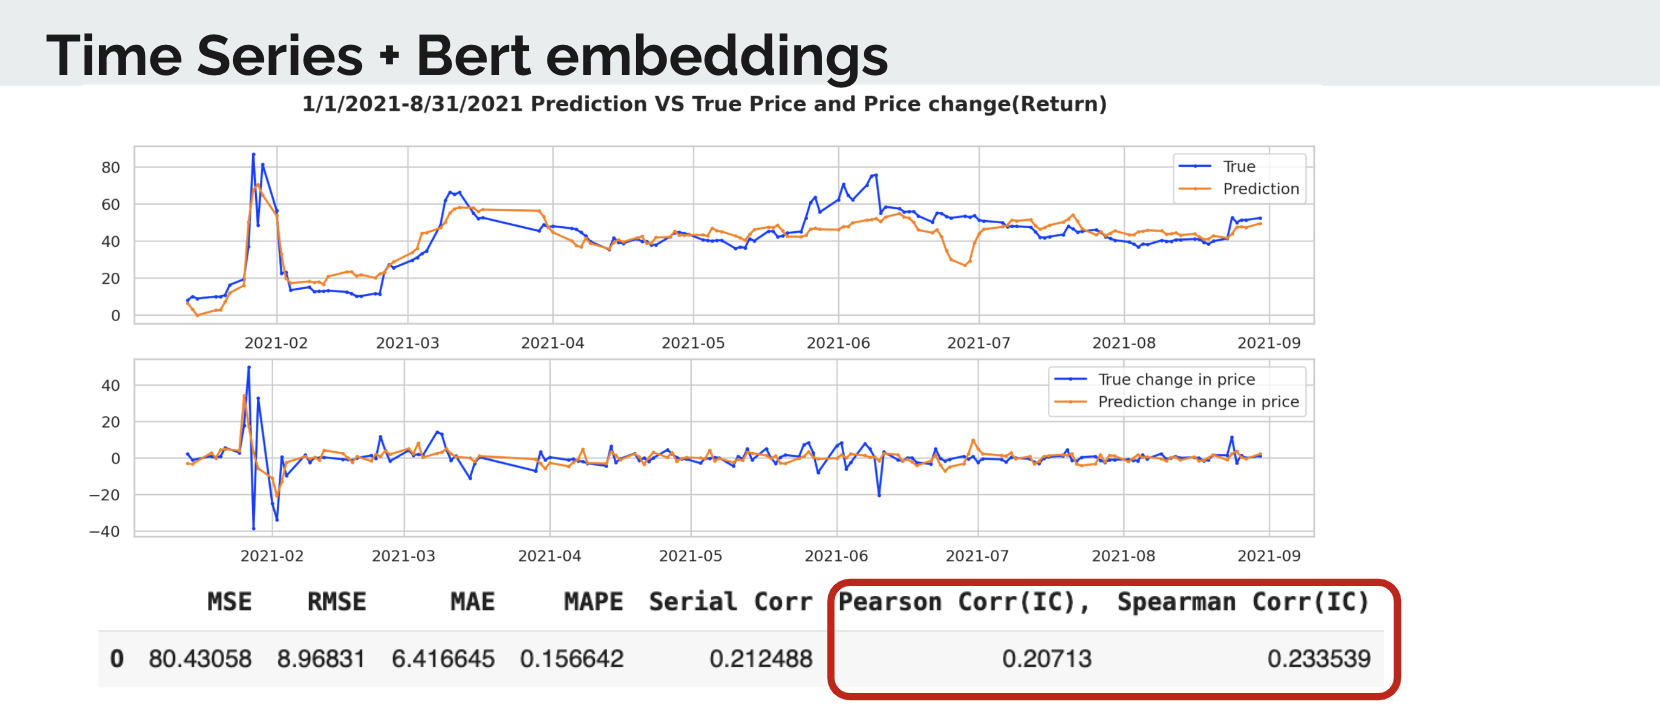 Time Series + Bert embeddings
1/1/2021-8/31/2021 Prediction VS True Price and Price change(Return)
80
60
40
20
0
True
Prediction
2021-02 2021-03 2021-04 2021-05 2021-06 2021-07 2021-08 2021-09
40
20
0
−20
−40
True change in price
Prediction change in price
2021-02 2021-03 2021-04 2021-05 2021-06 2021-07 2021-08 2021-09
MSE RMSE MAE MAPE Serial Corr Pearson Corr(IC), Spearman Corr(IC)
0 80.43058 8.96831 6.416645 0.156642 0.212488 0.20713 0.233539